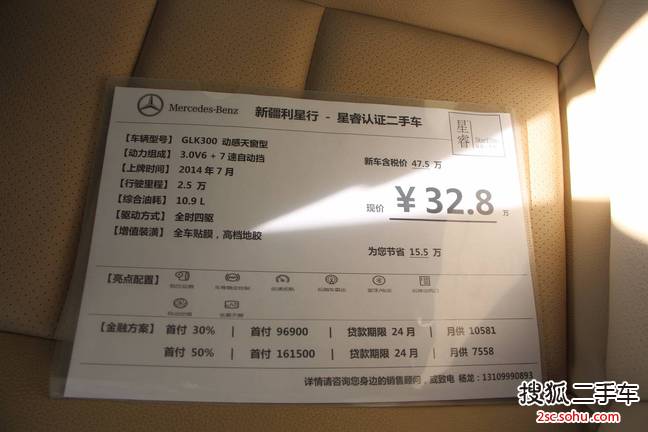 Mercedes-Benz 新疆利星行 - 星睿认证二手车
星睿
【车辆型号】 GLK300 动感天窗型
【动力组成】 3.0V6 + 7 速自动挡
新车含税价 47.5 万
【上牌时间】 2014 年 7 月
【行驶里程】 2.5 万
【综合油耗】 10.9 L
现价 ￥32.8 万
【驱动方式】 全时四驱
【增值装潢】 全车贴膜，高档地胶
为您节省 15.5 万
【亮点配置】
【金融方案】 首付 30% | 首付 96900 | 贷款期限 24 月 | 月供 10581
首付 50% | 首付 161500 | 贷款期限 24 月 | 月供 7558
详情请咨询您身边的销售顾问，或致电 杨龙：13109990893
搜狐二手车
2sc.sohu.com